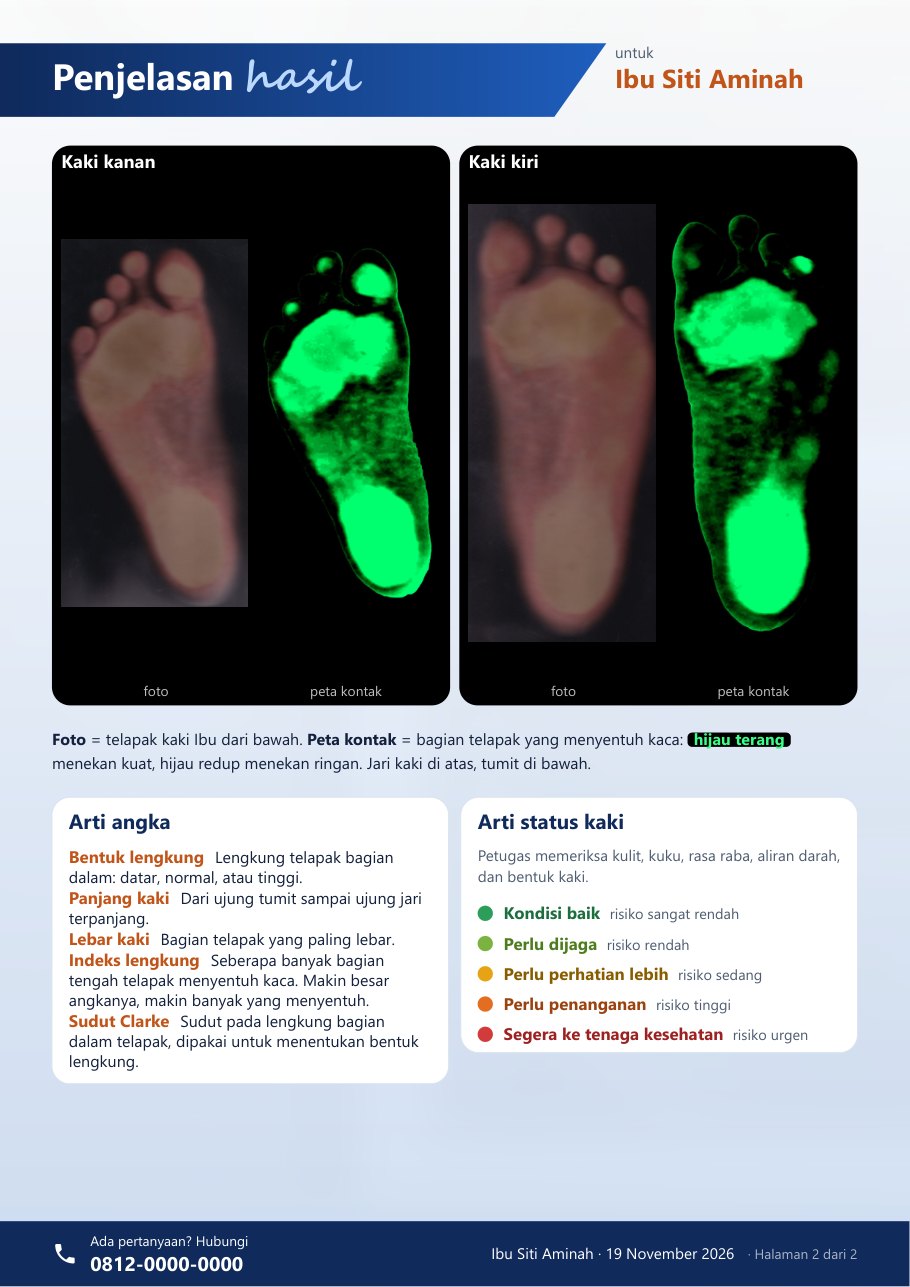 Penjelasan hasil
untuk
Ibu Siti Aminah
Kaki kanan
foto
peta kontak
Kaki kiri
foto
peta kontak
Foto = telapak kaki Ibu dari bawah. Peta kontak = bagian telapak yang menyentuh kaca: hijau terang
menekan kuat, hijau redup menekan ringan. Jari kaki di atas, tumit di bawah.
Arti angka
Bentuk lengkung Lengkung telapak bagian
dalam: datar, normal, atau tinggi.
Panjang kaki Dari ujung tumit sampai ujung jari
terpanjang.
Lebar kaki Bagian telapak yang paling lebar.
Indeks lengkung Seberapa banyak bagian
tengah telapak menyentuh kaca. Makin besar
angkanya, makin banyak yang menyentuh.
Sudut Clarke Sudut pada lengkung bagian
dalam telapak, dipakai untuk menentukan bentuk
lengkung.
Arti status kaki
Petugas memeriksa kulit, kuku, rasa raba, aliran darah,
dan bentuk kaki.
Kondisi baik risiko sangat rendah
Perlu dijaga risiko rendah
Perlu perhatian lebih risiko sedang
Perlu penanganan risiko tinggi
Segera ke tenaga kesehatan risiko urgen
Ada pertanyaan? Hubungi
0812-0000-0000
Ibu Siti Aminah · 19 November 2026 · Halaman 2 dari 2